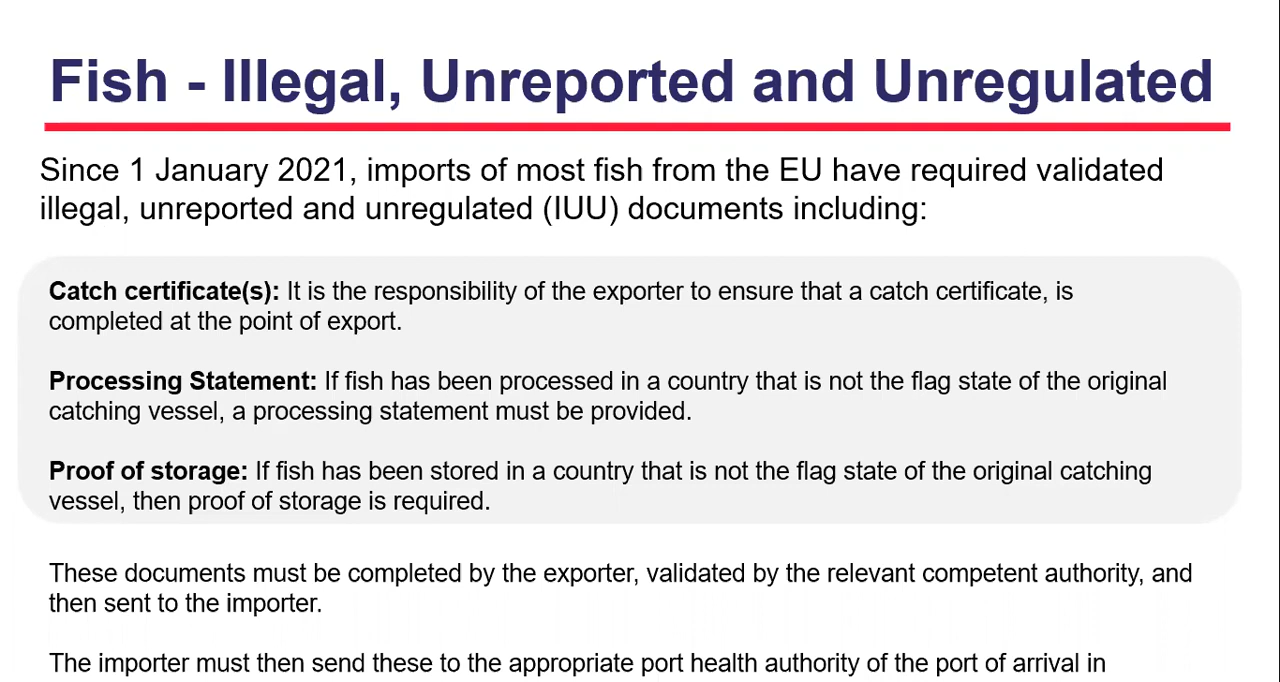 Fish - Illegal, Unreported and Unregulated
Since 1 January 2021, imports of most fish from the EU have required validated
illegal, unreported and unregulated (IUU) documents including:
Catch certificate(s): It is the responsibility of the exporter to ensure that a catch certificate, is
completed at the point of export.
Processing Statement: If fish has been processed in a country that is not the flag state of the original
catching vessel, a processing statement must be provided.
Proof of storage: If fish has been stored in a country that is not the flag state of the original catching
vessel, then proof of storage is required.
These documents must be completed by the exporter, validated by the relevant competent authority, and
then sent to the importer.
The importer must then send these to the appropriate port health authority of the port of arrival in